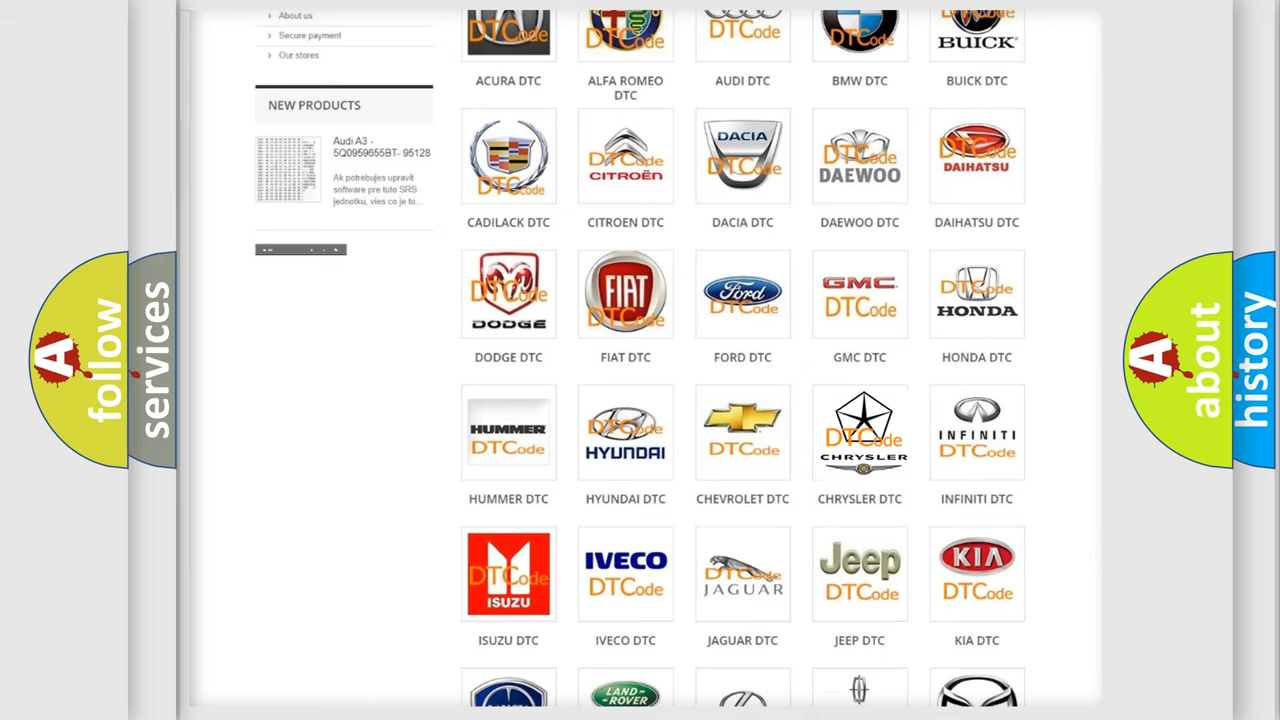 About us
Secure payment
Our stores
NEW PRODUCTS
Audi A3 -
5Q0959655BT- 95128
Ak potrebujes upravit
software pre tuto SRS
jednotku, vies co je to...
DTCode DTCode DTCode DTCode BUICK
ACURA DTC ALFA ROMEO DTC AUDI DTC BMW DTC BUICK DTC
DTCcode DTCode CITROËN DACIA DTCode DTCode DAEWOO DTCode DAIHATSU
CADILACK DTC CITROEN DTC DACIA DTC DAEWOO DTC DAIHATSU DTC
DTCode DODGE FIAT DTCode Ford DTCode GMC DTCode DTCode HONDA
DODGE DTC FIAT DTC FORD DTC GMC DTC HONDA DTC
HUMMER DTCode DTCode HYUNDAI DTCode DTCode CHRYSLER INFINITI DTCode
HUMMER DTC HYUNDAI DTC CHEVROLET DTC CHRYSLER DTC INFINITI DTC
DTCode ISUZU IVECO DTCode DTCode JAGUAR Jeep DTCode KIA DTCode
ISUZU DTC IVECO DTC JAGUAR DTC JEEP DTC KIA DTC
LAND-
ROVER
A follow
services
A about
history